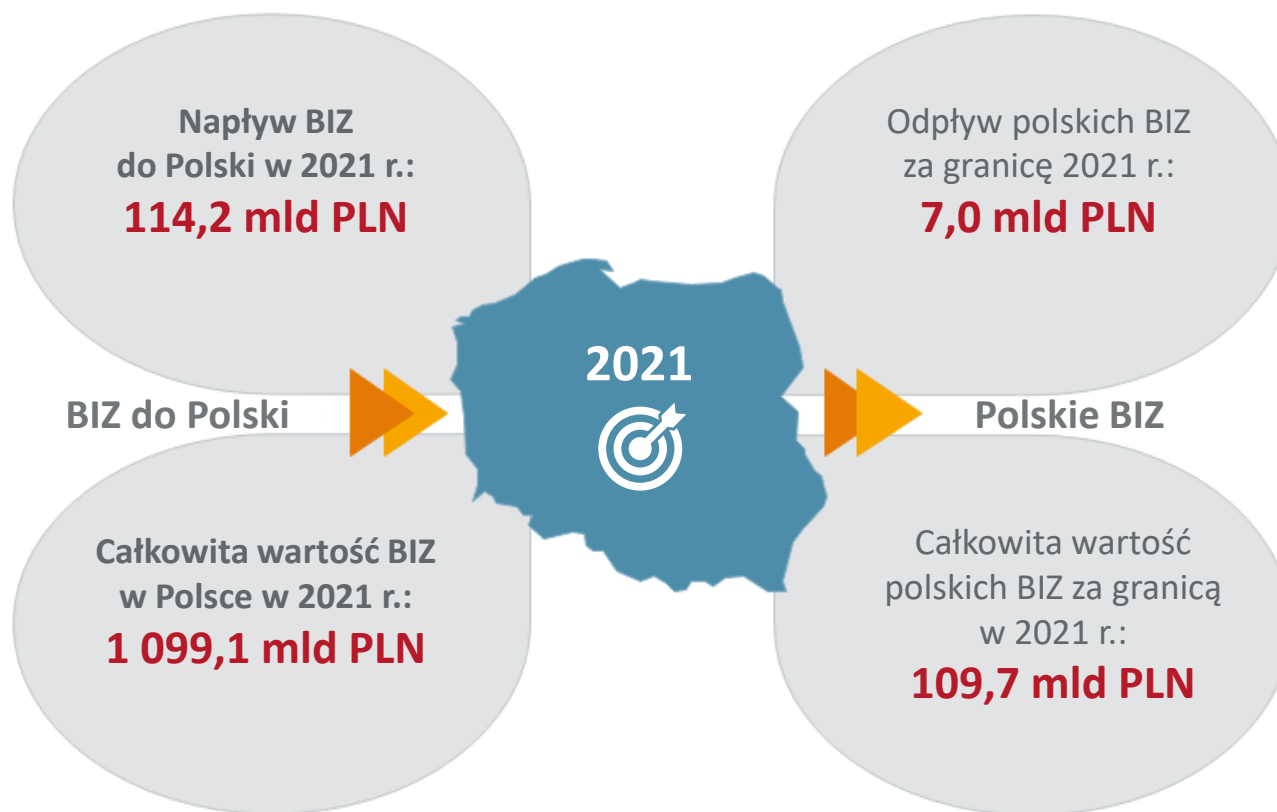 Napływ BIZ
do Polski w 2021 r.:
114,2 mld PLN
Odpływ polskich BIZ
za granicę 2021 r.:
7,0 mld PLN
2021
BIZ do Polski
Polskie BIZ
Całkowita wartość BIZ
w Polsce w 2021 r.:
1 099,1 mld PLN
Całkowita wartość
polskich BIZ za granicą
w 2021 r.:
109,7 mld PLN